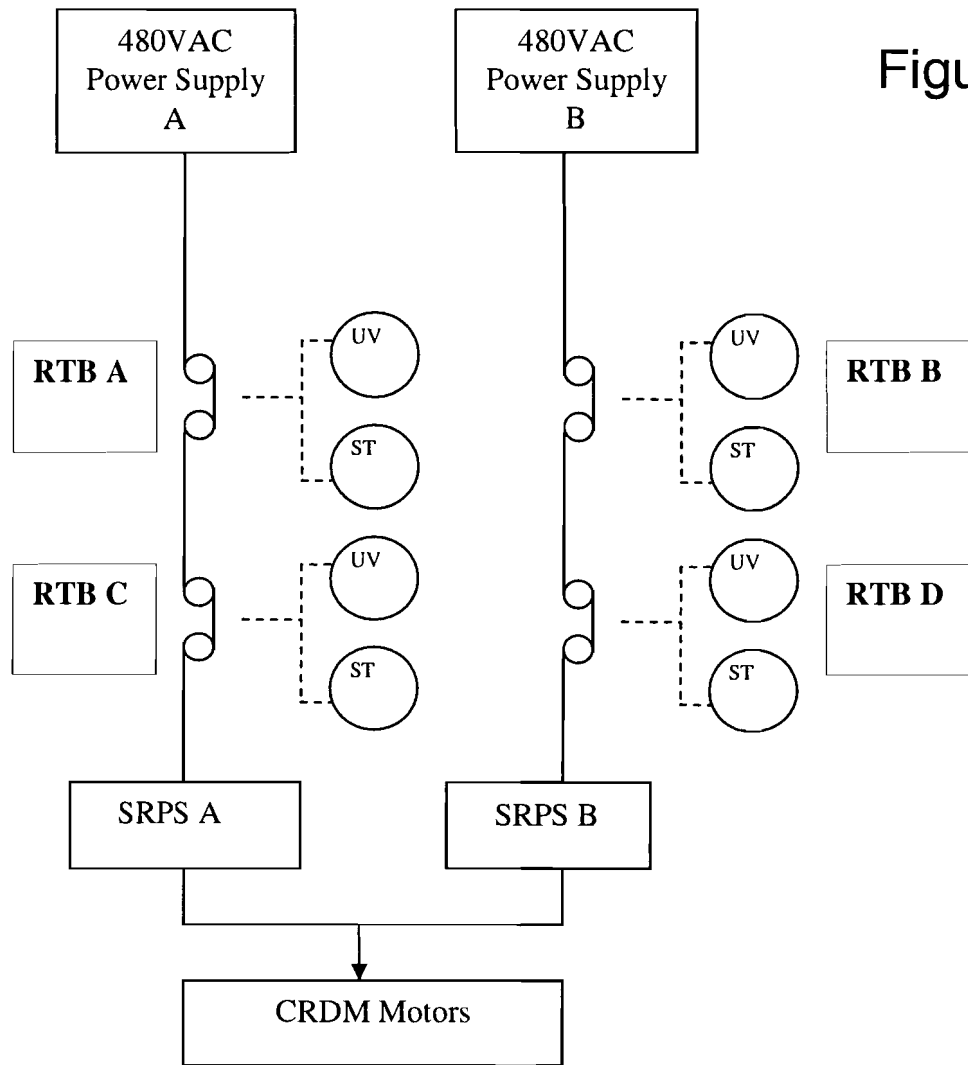 480VAC
Power Supply
A
480VAC
Power Supply
B
Figu
UV
RTB A
ST
UV
RTB B
ST
UV
RTB C
ST
UV
RTB D
ST
SRPS A
SRPS B
CRDM Motors